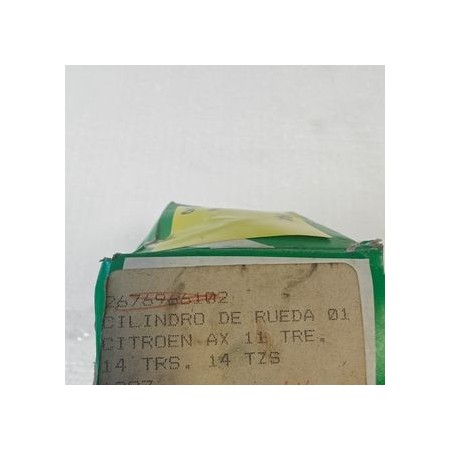 2676966102
CILINDRO DE RUEDA 01
CITROEN AX 11 TRE.
14 TRS. 14 TZS